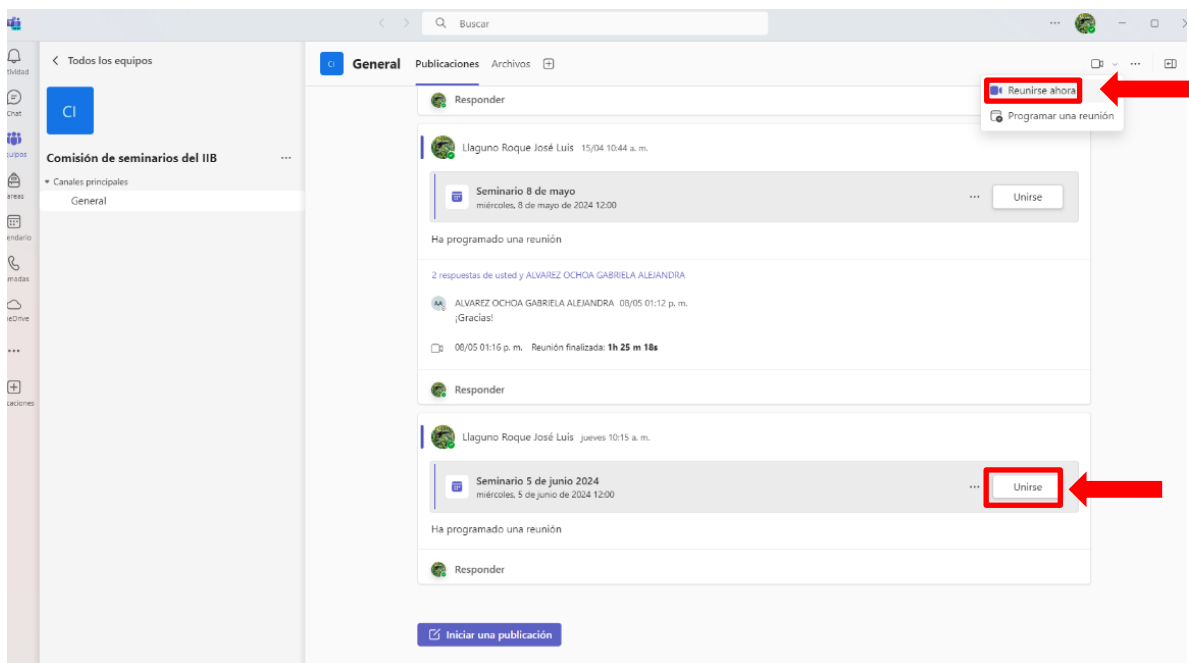 Buscar
Todos los equipos
CI
Comisión de seminarios del IIB
Canales principales
General
Chat
CI
General Publicaciones Archivos
Reunirse ahora
Programar una reunión
Responder
Llaguno Roque José Luis 15/04 10:44 a. m.
Seminario 8 de mayo
miércoles, 8 de mayo de 2024 12:00
Unirse
Ha programado una reunión
2 respuestas de usted y ALVAREZ OCHOA GABRIELA ALEJANDRA
AA
ALVAREZ OCHOA GABRIELA ALEJANDRA 08/05 01:12 p. m.
¡Gracias!
08/05 01:16 p. m. Reunión finalizada: 1h 25 m 18s
Responder
Llaguno Roque José Luis jueves 10:15 a. m.
Seminario 5 de junio 2024
miércoles, 5 de junio de 2024 12:00
Unirse
Ha programado una reunión
Responder
Iniciar una publicación